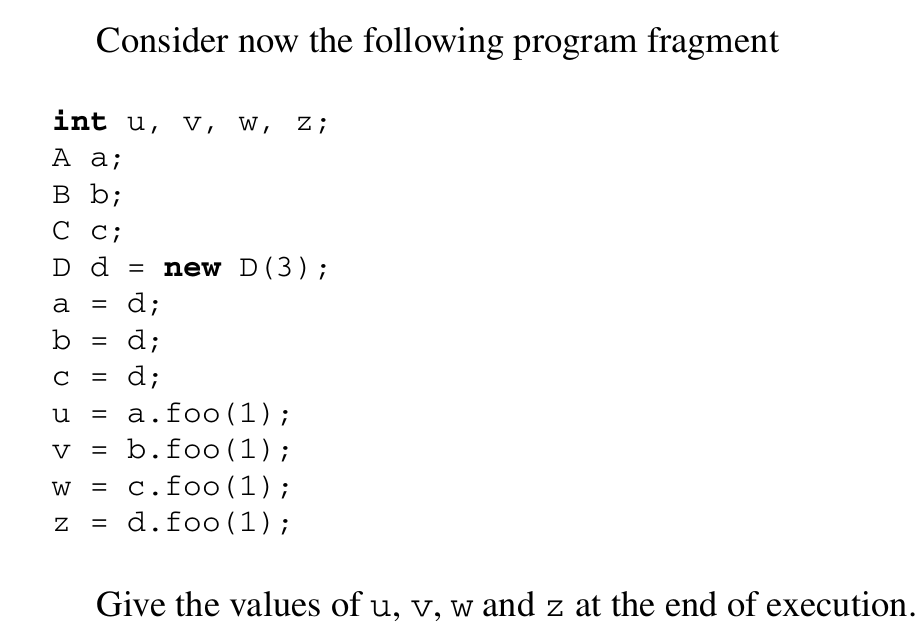 Consider now the following program fragment
int u, v, w, z;
A a;
B b;
C c;
D d = new D(3);
a = d;
b = d;
c = d;
u = a.foo(1);
v = b.foo(1);
w = c.foo(1);
z = d.foo(1);
Give the values of u, v, w and z at the end of execution.